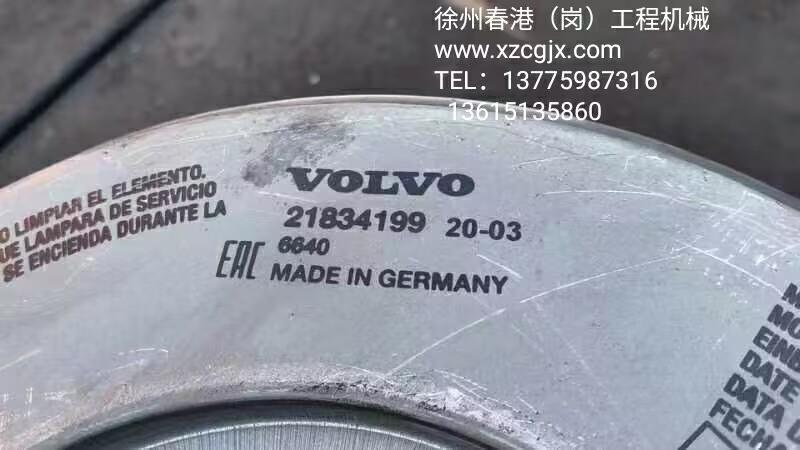 徐州春港（岗）工程机械
www.xzcgjx.com
TEL：13775987316
13615135860
O LIMPIAR EL ELEMENTO.
UE LAMPARA DE SERVICIO
SE ENCIENDA DURANTE LA
VOLVO
21834199 20-03
6640
EAC MADE IN GERMANY
MO
EINB
DATE
DATA D
FECHA